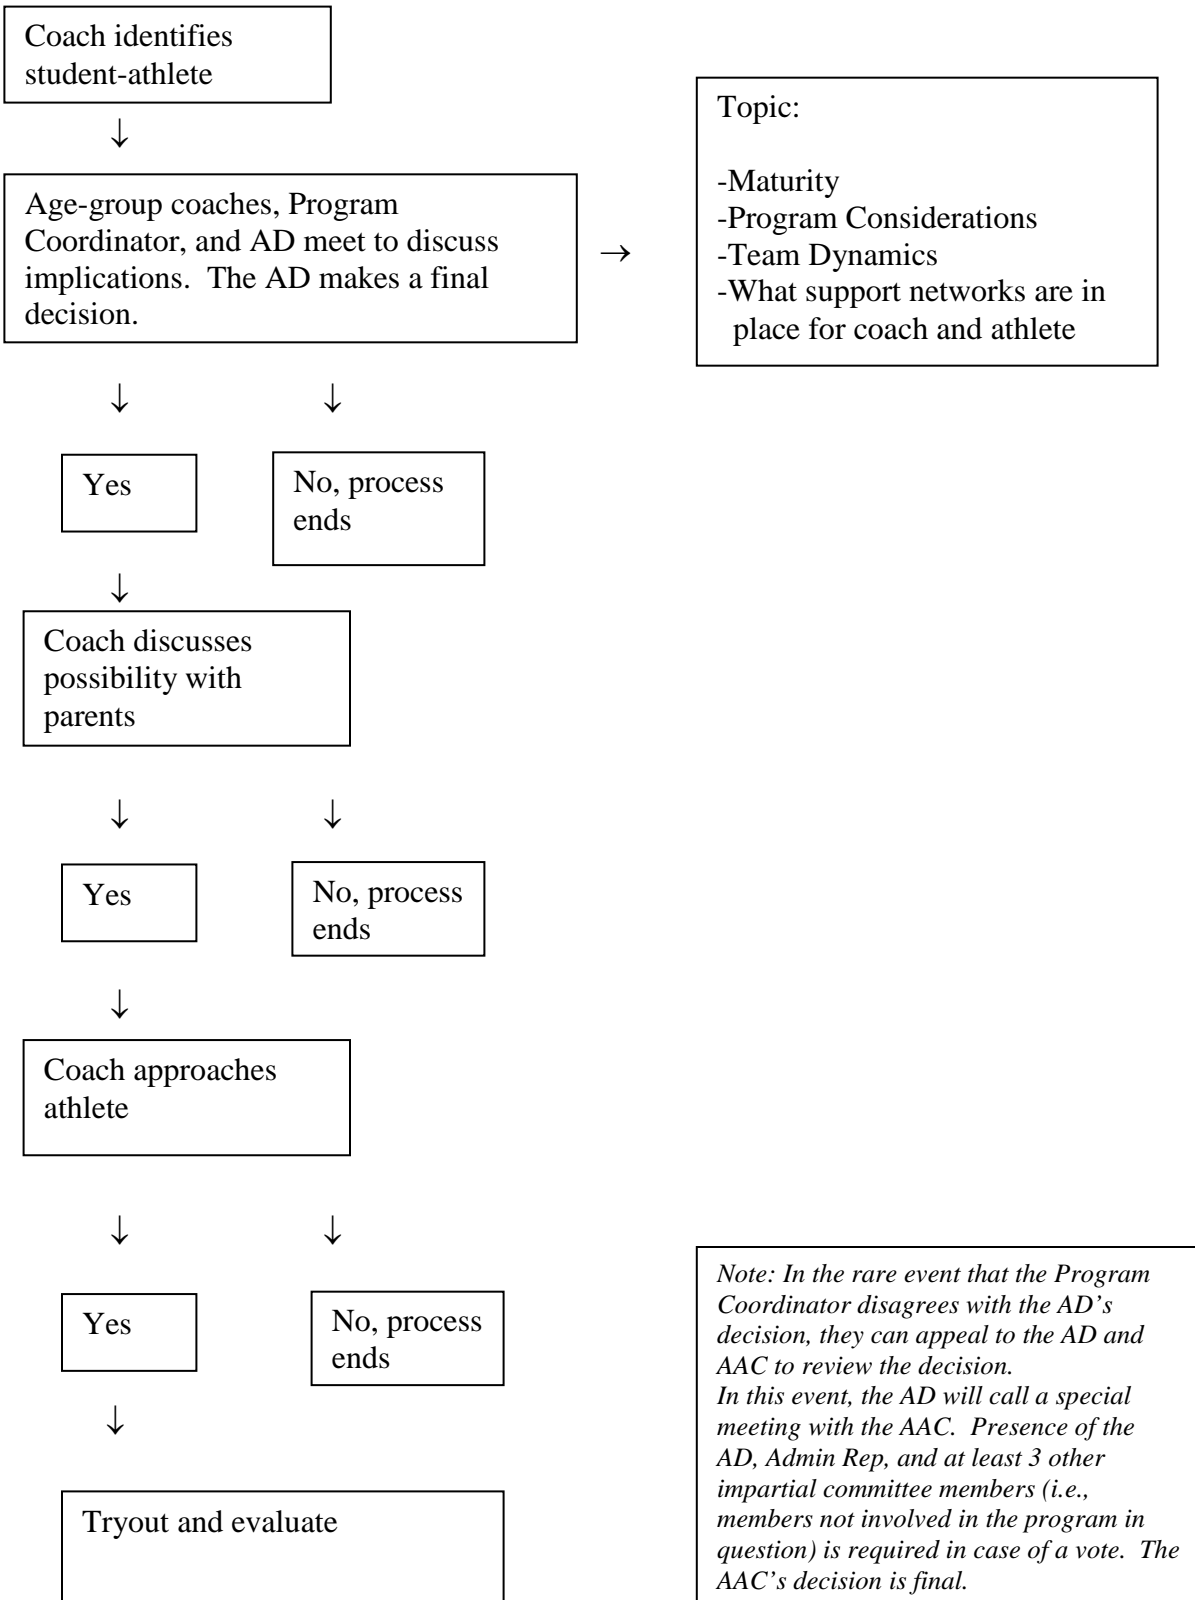 Coach identifies
student-athlete
↓
Age-group coaches, Program
Coordinator, and AD meet to discuss
implications.  The AD makes a final
decision.
→
Topic:
-Maturity
-Program Considerations
-Team Dynamics
-What support networks are in
place for coach and athlete
↓ ↓
Yes
No, process
ends
↓
Coach discusses
possibility with
parents
↓ ↓
Yes
No, process
ends
↓
Coach approaches
athlete
↓ ↓
Yes
No, process
ends
↓
Tryout and evaluate
Note: In the rare event that the Program
Coordinator disagrees with the AD’s
decision, they can appeal to the AD and
AAC to review the decision.
In this event, the AD will call a special
meeting with the AAC.  Presence of the
AD, Admin Rep, and at least 3 other
impartial committee members (i.e.,
members not involved in the program in
question) is required in case of a vote.  The
AAC’s decision is final.